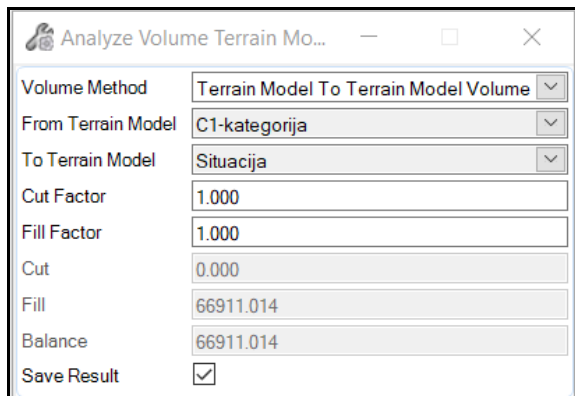 Analyze Volume Terrain Mo...
Volume Method Terrain Model To Terrain Model Volume
From Terrain Model C1-kategorija
To Terrain Model Situacija
Cut Factor 1.000
Fill Factor 1.000
Cut 0.000
Fill 66911.014
Balance 66911.014
Save Result